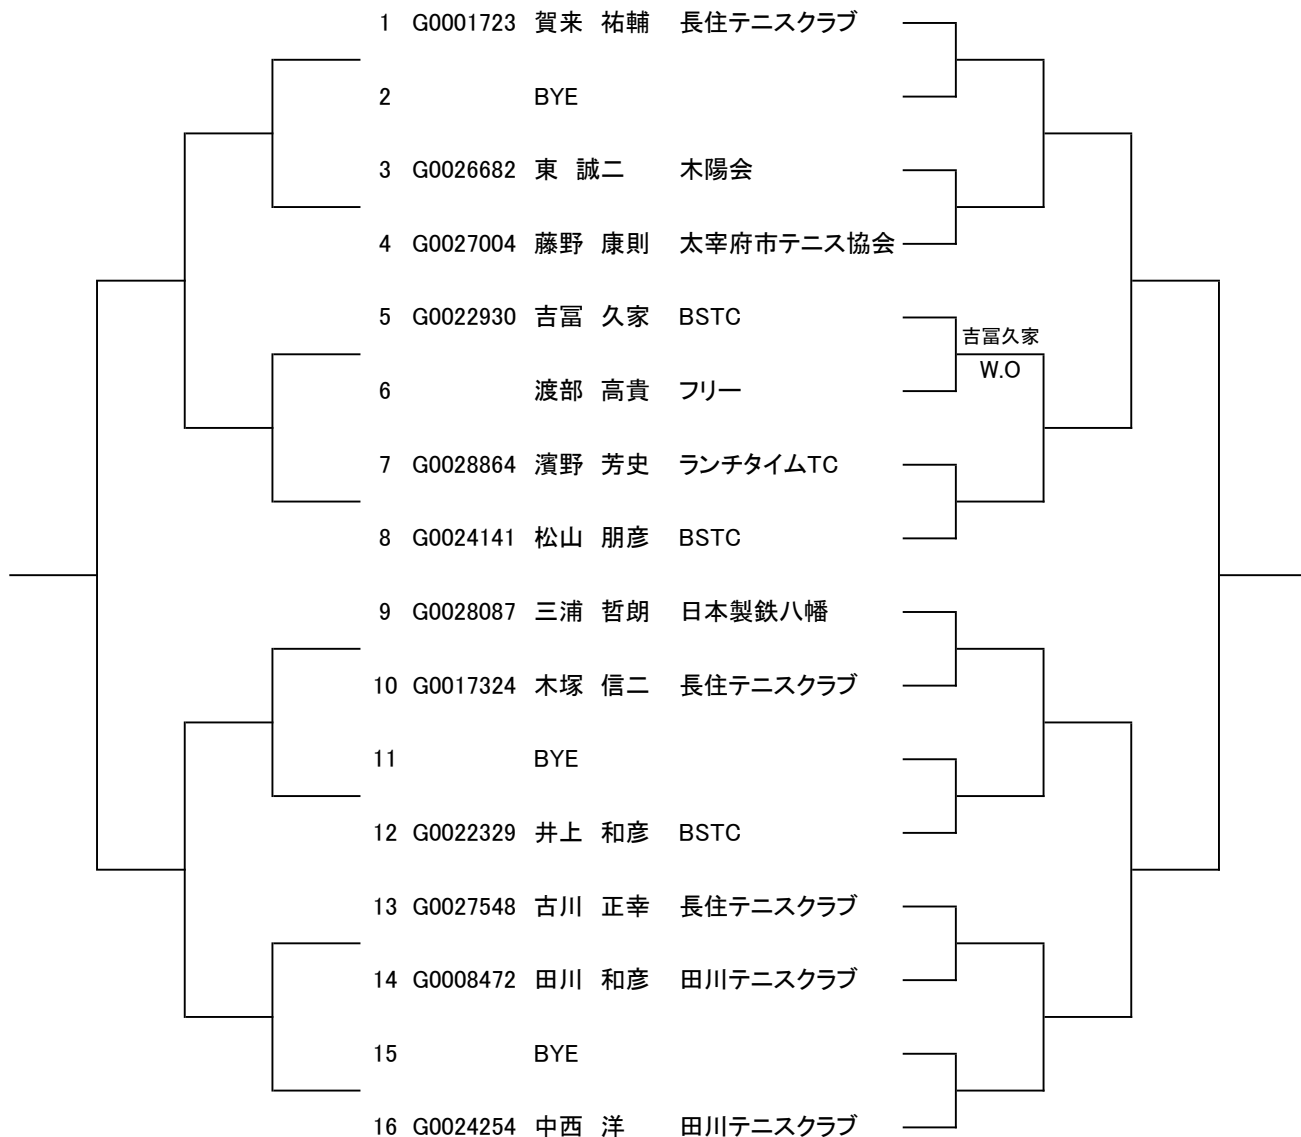 1 G0001723 賀来 祐輔 長住テニスクラブ
2 BYE
3 G0026682 東 誠二 木陽会
4 G0027004 藤野 康則 太宰府市テニス協会
5 G0022930 吉冨 久家 BSTC
吉冨久家
W.O
6 渡部 高貴 フリー
7 G0028864 濱野 芳史 ランチタイムTC
8 G0024141 松山 朋彦 BSTC
9 G0028087 三浦 哲朗 日本製鉄八幡
10 G0017324 木塚 信二 長住テニスクラブ
11 BYE
12 G0022329 井上 和彦 BSTC
13 G0027548 古川 正幸 長住テニスクラブ
14 G0008472 田川 和彦 田川テニスクラブ
15 BYE
16 G0024254 中西 洋 田川テニスクラブ